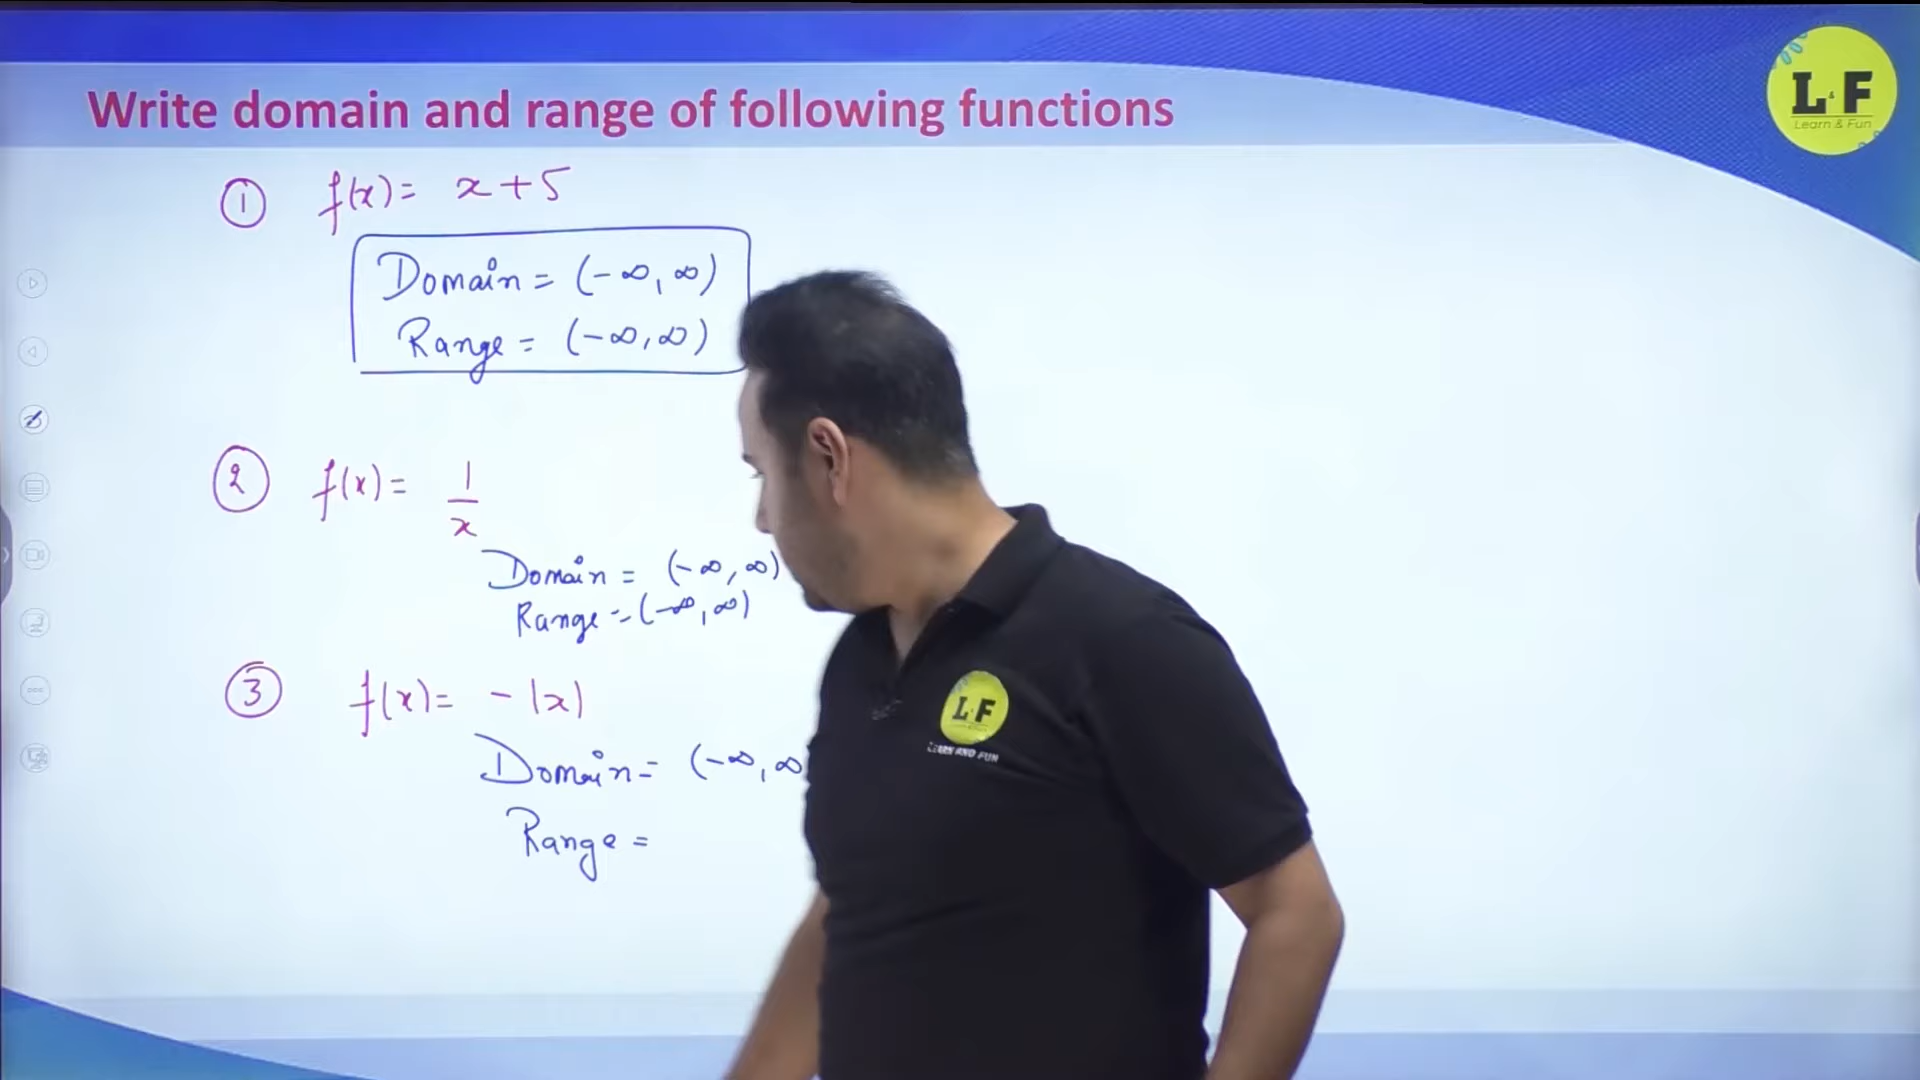 Write domain and range of following functions
L&F
Learn & Fun
① f(x) = x+5
Domain = (-∞, ∞)
Range = (-∞, ∞)
② f(x) = 1/x
Domain = (-∞, ∞)
Range = (-∞, ∞)
③ f(x) = -|x|
Domain = (-∞, ∞
Range =
L&F
LEARN AND FUN